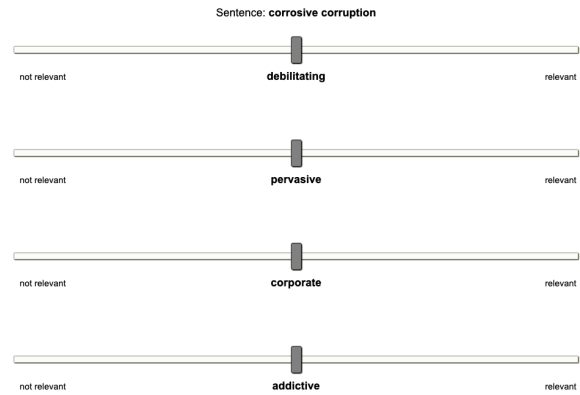 Sentence: corrosive corruption
not relevant debilitating relevant
not relevant pervasive relevant
not relevant corporate relevant
not relevant addictive relevant